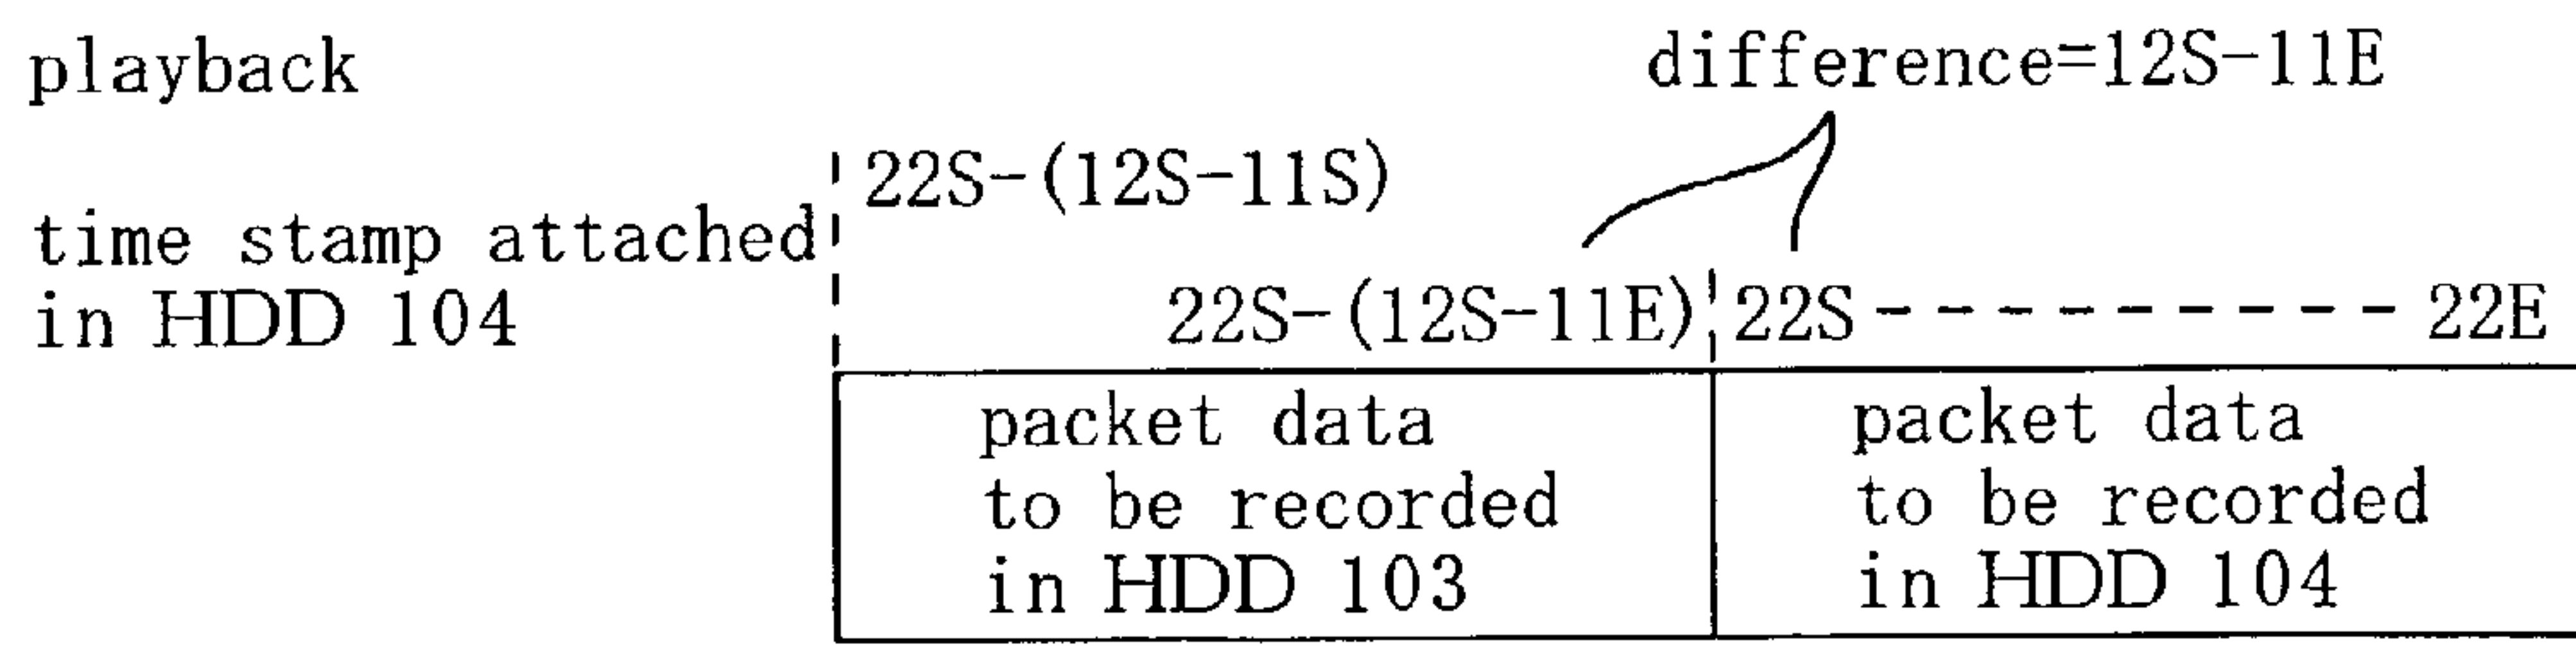 playback
difference=12S-11E
22S-(12S-11S)
time stamp attached
in HDD 104
22S-(12S-11E)
22S---------22E
packet data
to be recorded
in HDD 103
packet data
to be recorded
in HDD 104